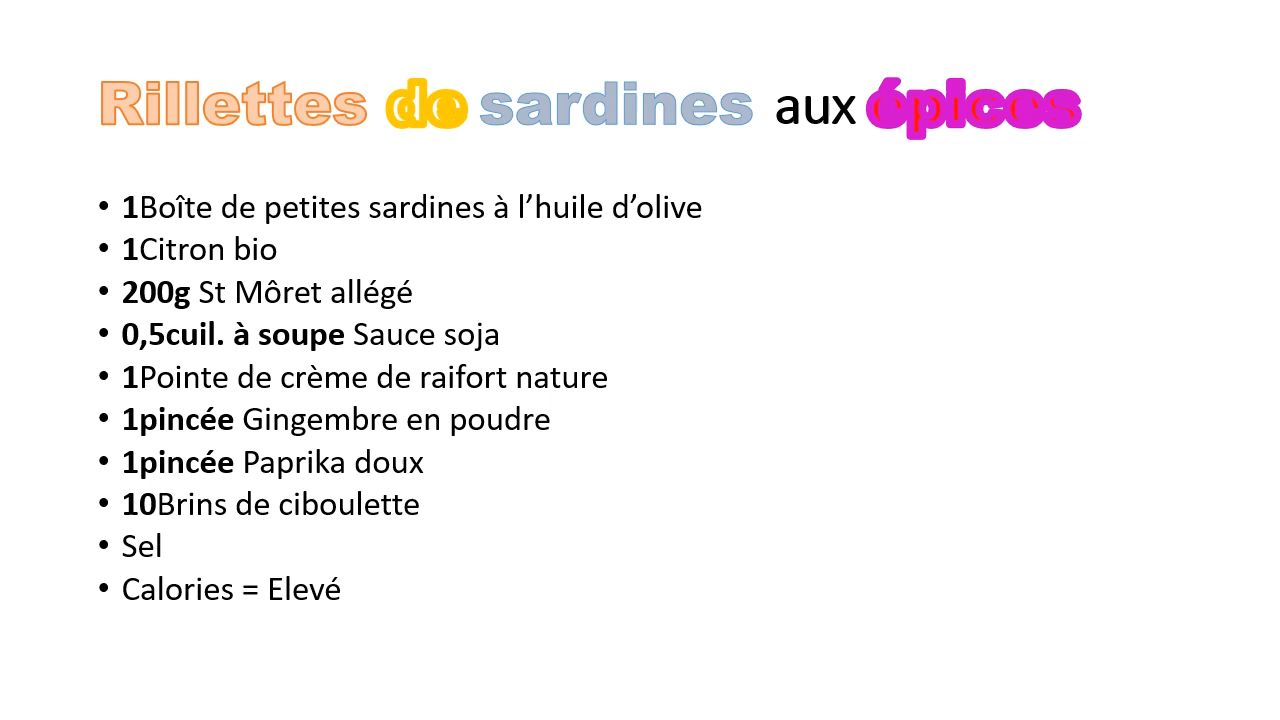 Rillettes de sardines aux épices
• 1Boîte de petites sardines à l’huile d’olive
• 1Citron bio
• 200g St Môret allégé
• 0,5cuil. à soupe Sauce soja
• 1Pointe de crème de raifort nature
• 1pincée Gingembre en poudre
• 1pincée Paprika doux
• 10Brins de ciboulette
• Sel
• Calories = Elevé